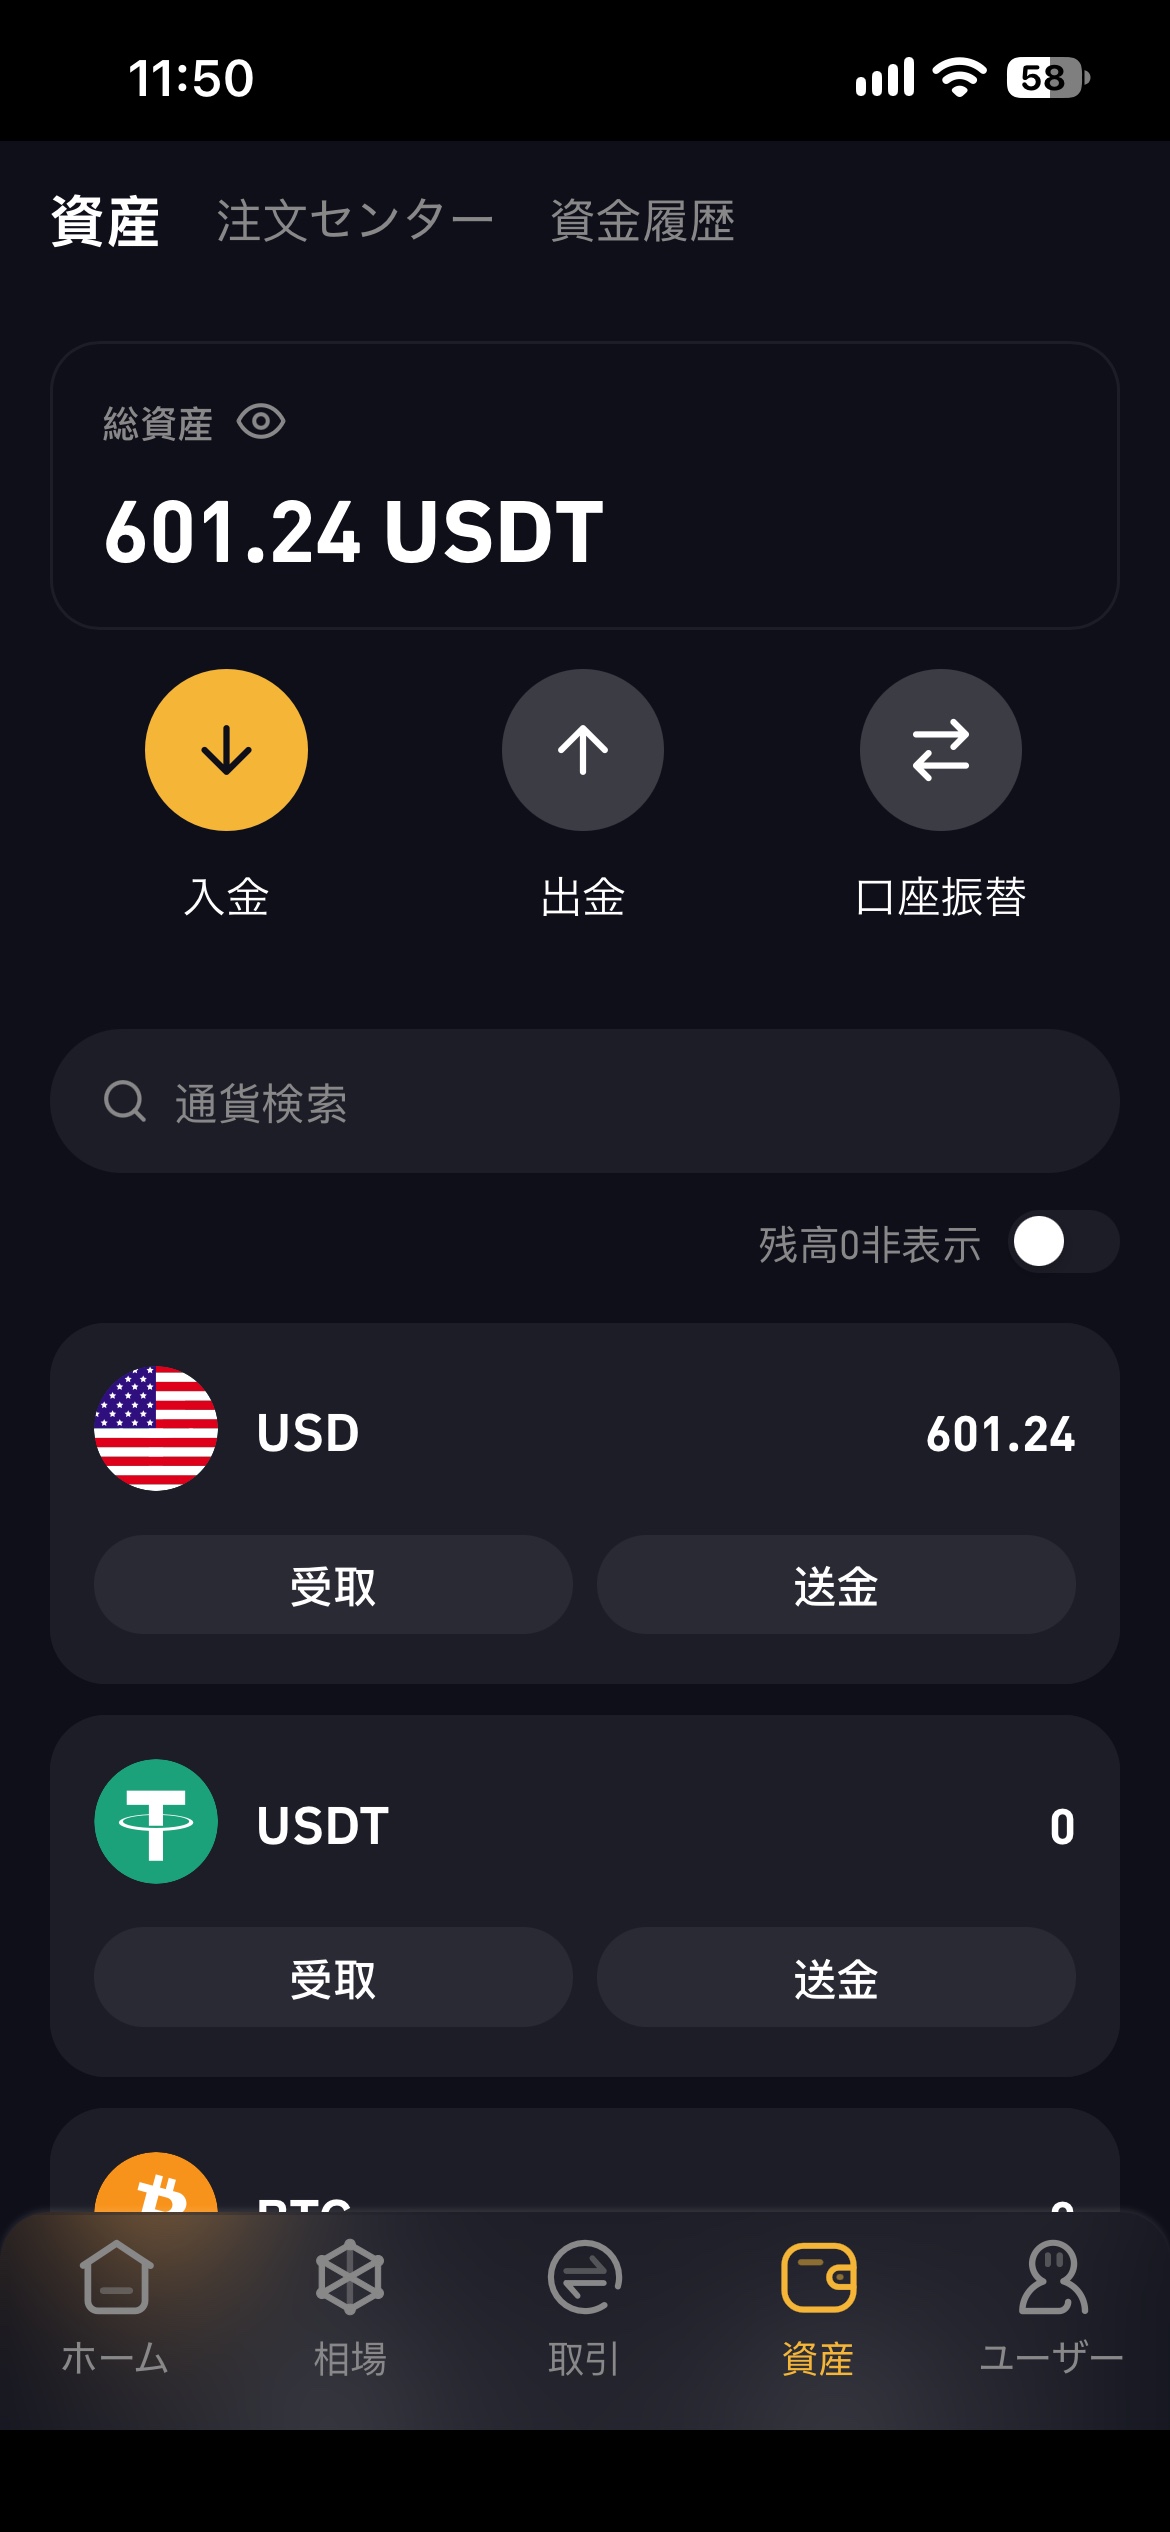 11:50
58
資産 注文センター 資金履歴
総資産
601.24 USDT
入金 出金 口座振替
通貨検索
残高0非表示
USD 601.24
受取 送金
USDT 0
受取 送金
BTC 0
ホーム 相場 取引 資産 ユーザー